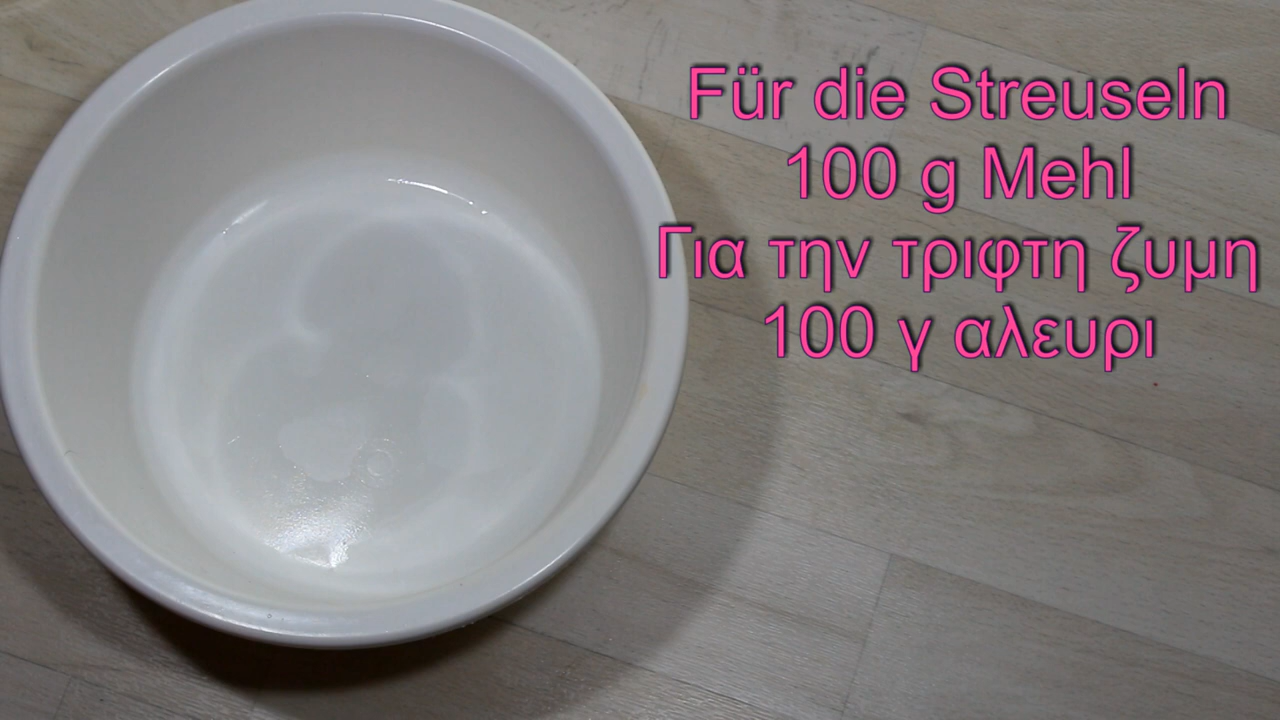 Für die Streuseln
100 g Mehl
Για την τριφτη ζυμη
100 γ αλευρι